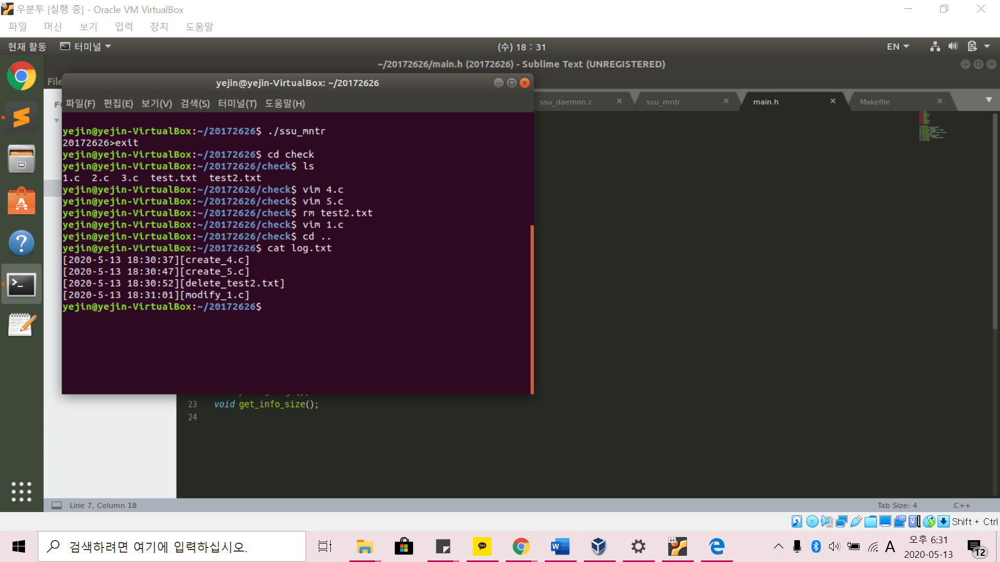 우분투 [실행 중] - Oracle VM VirtualBox
파일 머신 보기 입력 장치 도움말
현재 활동 터미널 (수) 18 : 31 EN
~/20172626/main.h (20172626) - Sublime Text (UNREGISTERED)
File
yejin@yejin-VirtualBox: ~/20172626
파일(F) 편집(E) 보기(V) 검색(S) 터미널(T) 도움말(H)
ssu_daemon.c ssu_mntr main.h Makefile
yejin@yejin-VirtualBox:~/20172626$ ./ssu_mntr
20172626>exit
yejin@yejin-VirtualBox:~/20172626$ cd check
yejin@yejin-VirtualBox:~/20172626/check$ ls
1.c 2.c 3.c test.txt test2.txt
yejin@yejin-VirtualBox:~/20172626/check$ vim 4.c
yejin@yejin-VirtualBox:~/20172626/check$ vim 5.c
yejin@yejin-VirtualBox:~/20172626/check$ rm test2.txt
yejin@yejin-VirtualBox:~/20172626/check$ vim 1.c
yejin@yejin-VirtualBox:~/20172626/check$ cd ..
yejin@yejin-VirtualBox:~/20172626$ cat log.txt
[2020-5-13 18:30:37][create_4.c]
[2020-5-13 18:30:47][create_5.c]
[2020-5-13 18:30:52][delete_test2.txt]
[2020-5-13 18:31:01][modify_1.c]
yejin@yejin-VirtualBox:~/20172626$
23 void get_info_size();
24
Line 7, Column 18 Tab Size: 4 C++
Shift + Ctrl
검색하려면 여기에 입력하십시오.
64
TALK
A
오후 6:31
2020-05-13
12